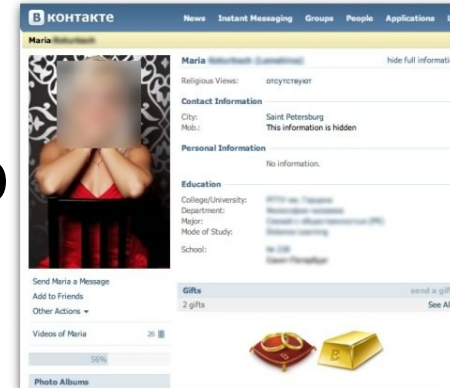 В контакте
News Instant Messaging Groups People Applications
Maria
Maria hide full informati
Religious Views: отсутствуют
Contact Information
City: Saint Petersburg
Mob.: This information is hidden
Personal Information
No information.
Education
College/University:
Department:
Major:
Mode of Study:
School:
Send Maria a Message
Add to Friends
Other Actions
Gifts send a gif
2 gifts See Al
Videos of Maria 26
56%
Photo Albums